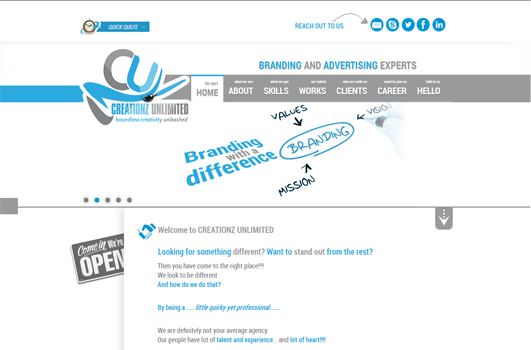 QUICK QUOTE
REACH OUT TO US
BRANDING AND ADVERTISING EXPERTS
CU
CREATIONZ UNLIMITED
boundless creativity unleashed
the start
HOME
what we are
ABOUT
what we get
SKILLS
our talent
WORKS
who are with us
CLIENTS
want to join us
CAREER
talk to us
HELLO
Branding
with a
difference
VALUES
VISION
BRANDING
MISSION
Come in We're
OPEN
Welcome to CREATIONZ UNLIMITED
Looking for something different? Want to stand out from the rest?
Then you have come to the right place!!!!
We look to be different
And how do we do that?
By being a ..... little quirky yet professional......
We are definitely not your average agency.
Our people have lot of talent and experience .. and lot of heart!!!!